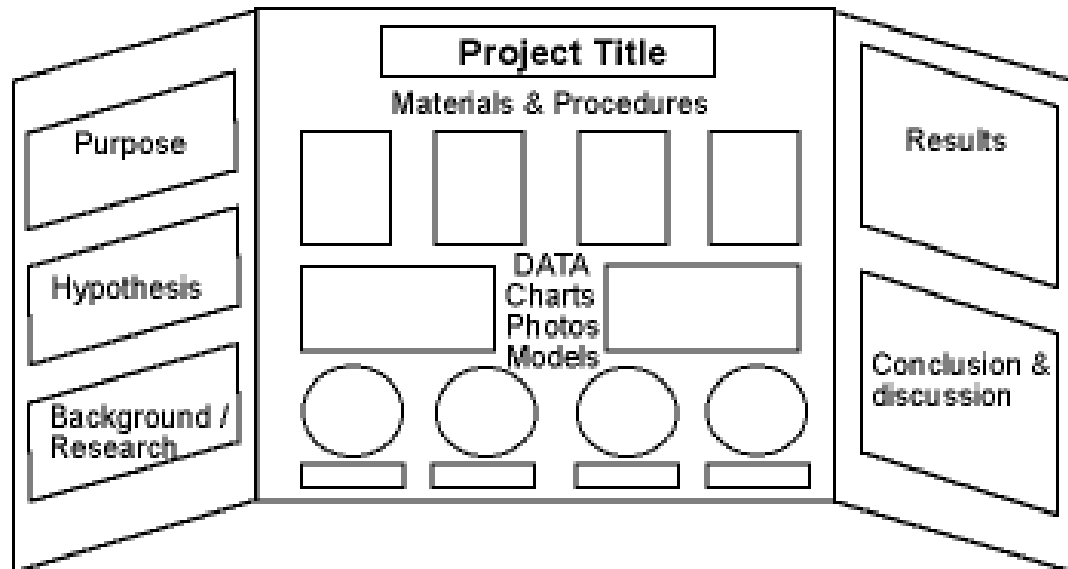 Project Title
Materials & Procedures
Purpose
Hypothesis
Background /
Research
DATA
Charts
Photos
Models
Results
Conclusion &
discussion